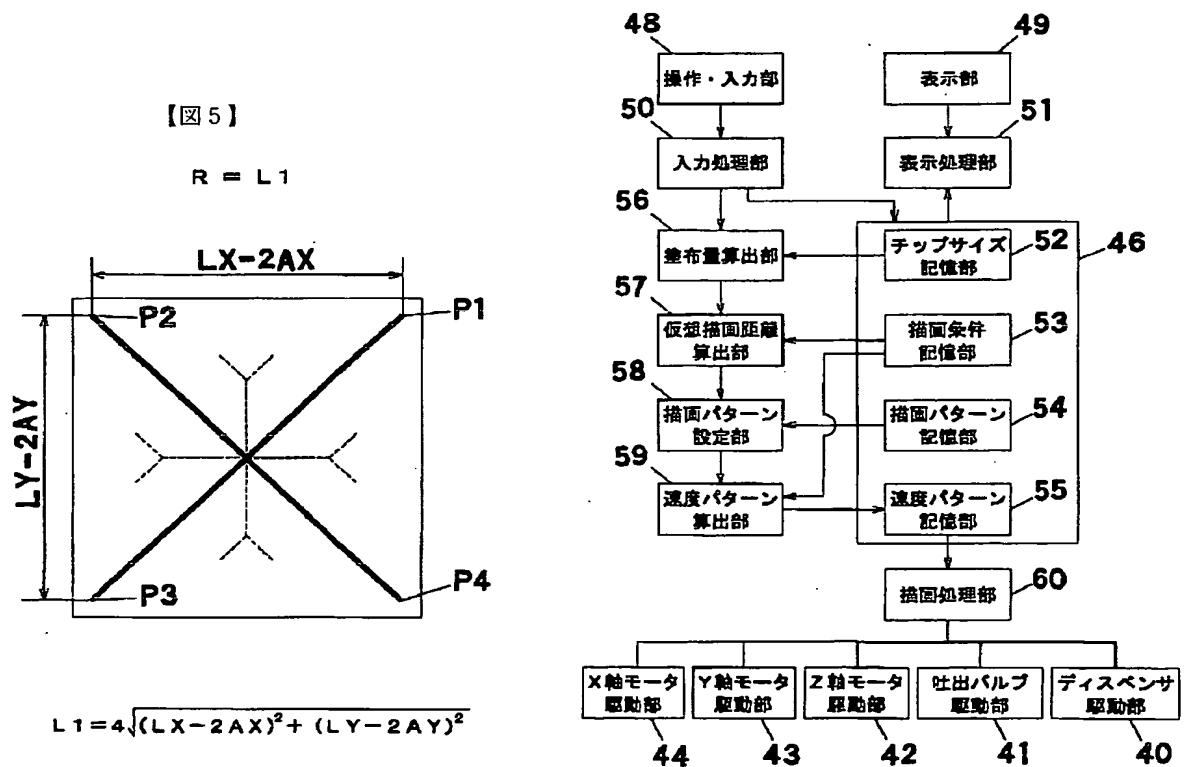 【図5】
R = L1
LX-2AX
P2
P1
LY-2AY
P3
P4
L1=4√(LX-2AX)²+(LY-2AY)²
48
操作・入力部
49
表示部
50
入力処理部
51
表示処理部
56
塗布量算出部
チップサイズ
記憶部
52
46
57
仮想描画距離
算出部
描画条件
記憶部
53
58
描画パターン
設定部
描画パターン
記憶部
54
59
速度パターン
算出部
速度パターン
記憶部
55
描画処理部
60
X軸モータ
駆動部
Y軸モータ
駆動部
Z軸モータ
駆動部
吐出バルブ
駆動部
ディスペンサ
駆動部
44
43
42
41
40